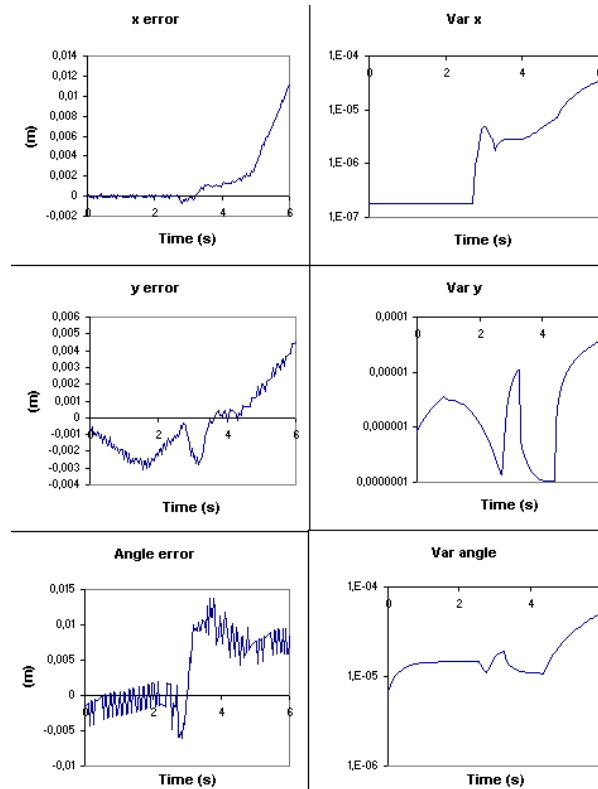 x error
0,014
0,012
0,01
0,008
0,006
0,004
0,002
0
-0,002
0 2 4 6
(m)
Time (s)
Var x
1,E-04
1,E-05
1,E-06
1,E-07
0 2 4 6
Time (s)
y error
0,006
0,005
0,004
0,003
0,002
0,001
0
-0,001
-0,002
-0,003
-0,004
0 2 4 6
(m)
Time (s)
Var y
0,0001
0,00001
0,000001
0,0000001
0 2 4
Time (s)
Angle error
0,015
0,01
0,005
0
-0,005
-0,01
0 2 4 6
(m)
Time (s)
Var angle
1,E-04
1,E-05
1,E-06
0 2 4
Time (s)